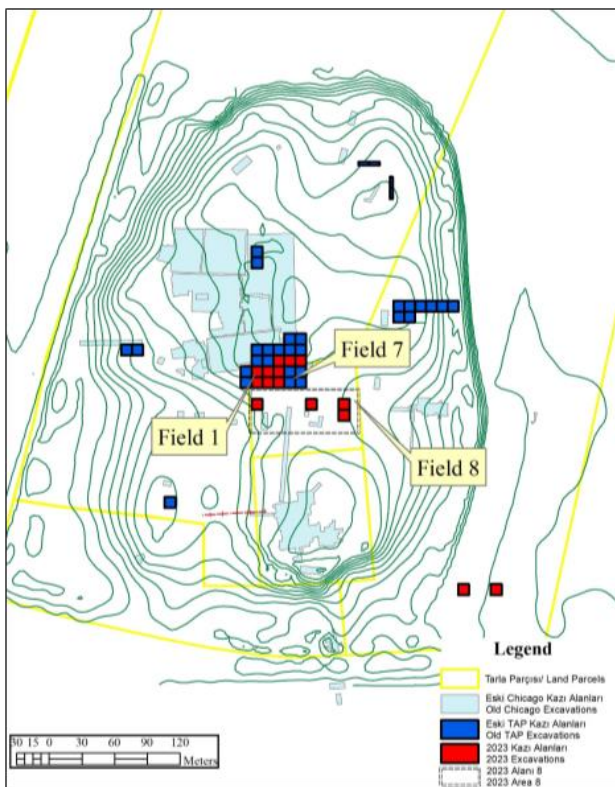 Field 7
Field 1
Field 8
Legend
Tarla Parçısı/ Land Parcels
Eski Chicago Kazı Alanları
Old Chicago Excavations
Eski TAP Kazı Alanları
Old TAP Excavations
2023 Kazı Alanları
2023 Excavations
2023 Alanı 8
2023 Area 8
30 15 0 30 60 90 120
Meters